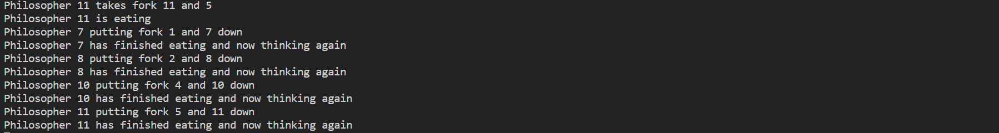 Philosopher 11 takes fork 11 and 5
Philosopher 11 is eating
Philosopher 7 putting fork 1 and 7 down
Philosopher 7 has finished eating and now thinking again
Philosopher 8 putting fork 2 and 8 down
Philosopher 8 has finished eating and now thinking again
Philosopher 10 putting fork 4 and 10 down
Philosopher 10 has finished eating and now thinking again
Philosopher 11 putting fork 5 and 11 down
Philosopher 11 has finished eating and now thinking again